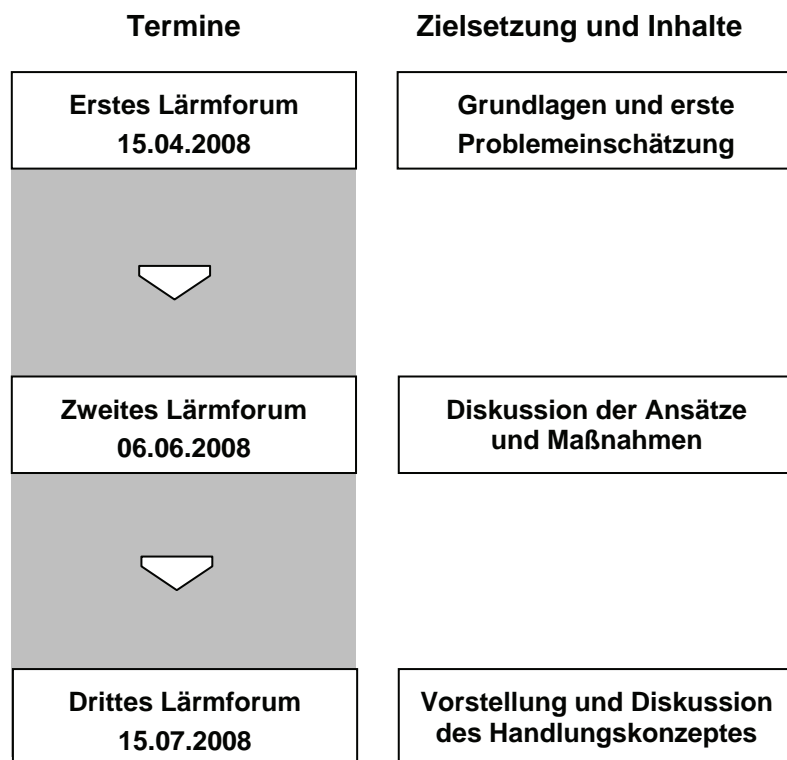 Termine
Zielsetzung und Inhalte
Erstes Lärmforum
15.04.2008
Grundlagen und erste
Problemeinschätzung
Zweites Lärmforum
06.06.2008
Diskussion der Ansätze
und Maßnahmen
Drittes Lärmforum
15.07.2008
Vorstellung und Diskussion
des Handlungskonzeptes